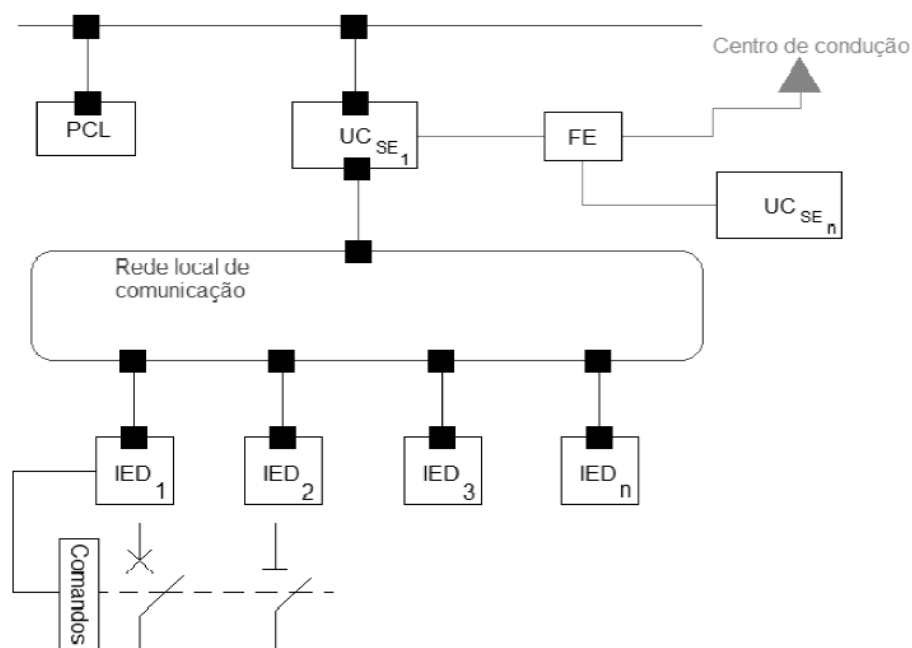 Centro de condução
PCL
UC SE 1
FE
UC SE n
Rede local de
comunicação
IED 1
IED 2
IED 3
IED n
Comandos